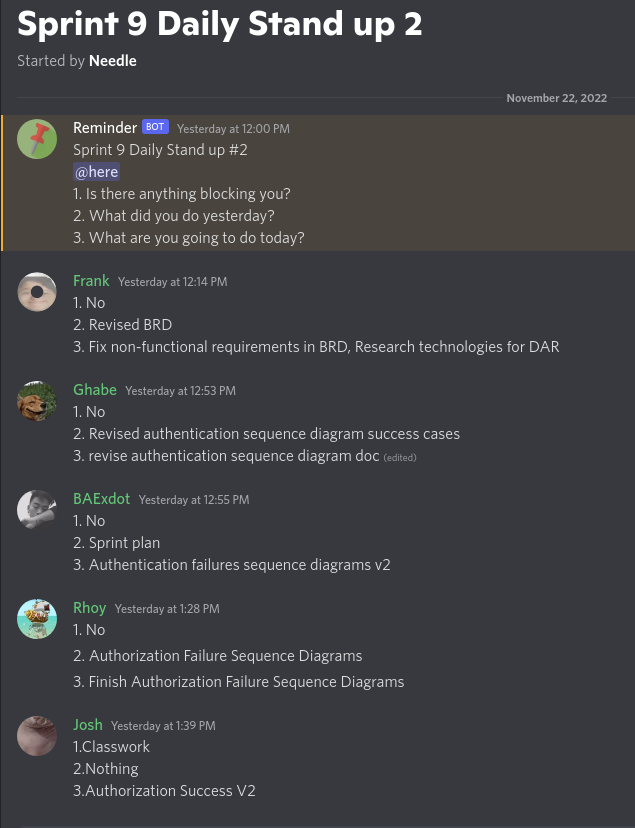 Sprint 9 Daily Stand up 2
Started by Needle
November 22, 2022
Reminder BOT Yesterday at 12:00 PM
Sprint 9 Daily Stand up #2
@here
1. Is there anything blocking you?
2. What did you do yesterday?
3. What are you going to do today?
Frank Yesterday at 12:14 PM
1. No
2. Revised BRD
3. Fix non-functional requirements in BRD, Research technologies for DAR
Ghabe Yesterday at 12:53 PM
1. No
2. Revised authentication sequence diagram success cases
3. revise authentication sequence diagram doc (edited)
BAExdot Yesterday at 12:55 PM
1. No
2. Sprint plan
3. Authentication failures sequence diagrams v2
Rhoy Yesterday at 1:28 PM
1. No
2. Authorization Failure Sequence Diagrams
3. Finish Authorization Failure Sequence Diagrams
Josh Yesterday at 1:39 PM
1.Classwork
2.Nothing
3.Authorization Success V2